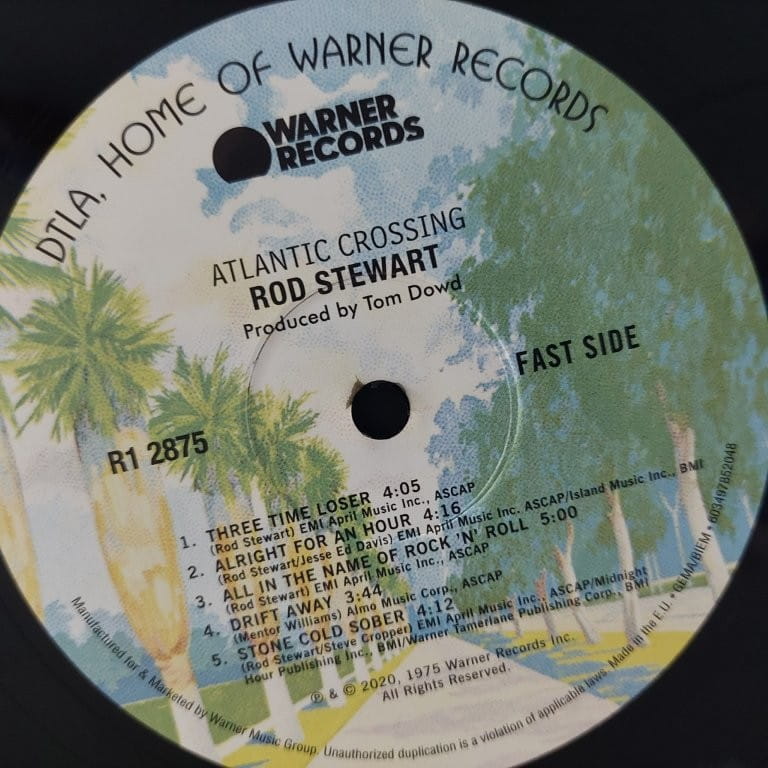 DTLA, HOME OF WARNER RECORDS
WARNER
RECORDS
ATLANTIC CROSSING
ROD STEWART
Produced by Tom Dowd
FAST SIDE
R1 2875
1. THREE TIME LOSER 4:05
(Rod Stewart) EMI April Music Inc., ASCAP
2. ALRIGHT FOR AN HOUR 4:16
(Rod Stewart/Jesse Ed Davis) EMI April Music Inc. ASCAP/Island Music Inc., BMI
3. ALL IN THE NAME OF ROCK 'N' ROLL 5:00
(Rod Stewart) EMI April Music Inc., ASCAP
4. DRIFT AWAY 3:44
(Mentor Williams) Almo Music Corp., ASCAP
5. STONE COLD SOBER 4:12
(Rod Stewart/Steve Cropper) EMI April Music Inc., ASCAP/Midnight
Hour Publishing Inc., BMI/Warner Tamerlane Publishing Corp., BMI
℗ & © 2020, 1975 Warner Records Inc.
All Rights Reserved.
Manufactured for & Marketed by Warner Music Group. Unauthorized duplication is a violation of applicable laws. Made in the E.U. • GEMA/BIEM • 603497852048